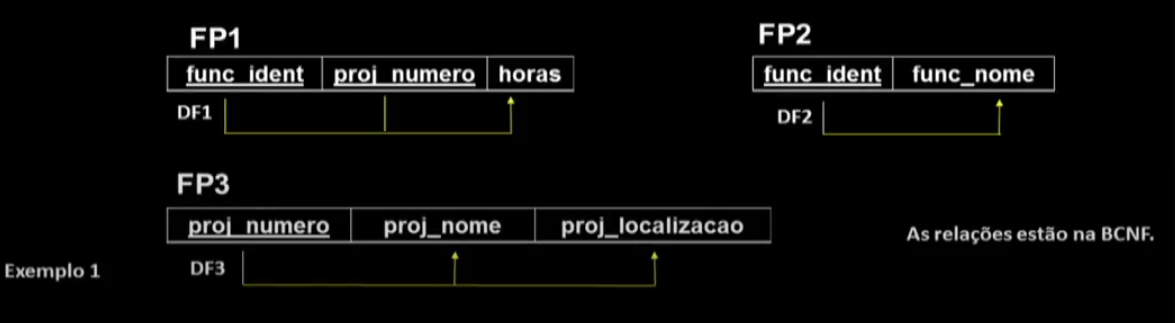 FP1
func_ident proj_numero horas
DF1
FP2
func_ident func_nome
DF2
FP3
proj_numero proj_nome proj_localizacao
DF3
As relações estão na BCNF.
Exemplo 1